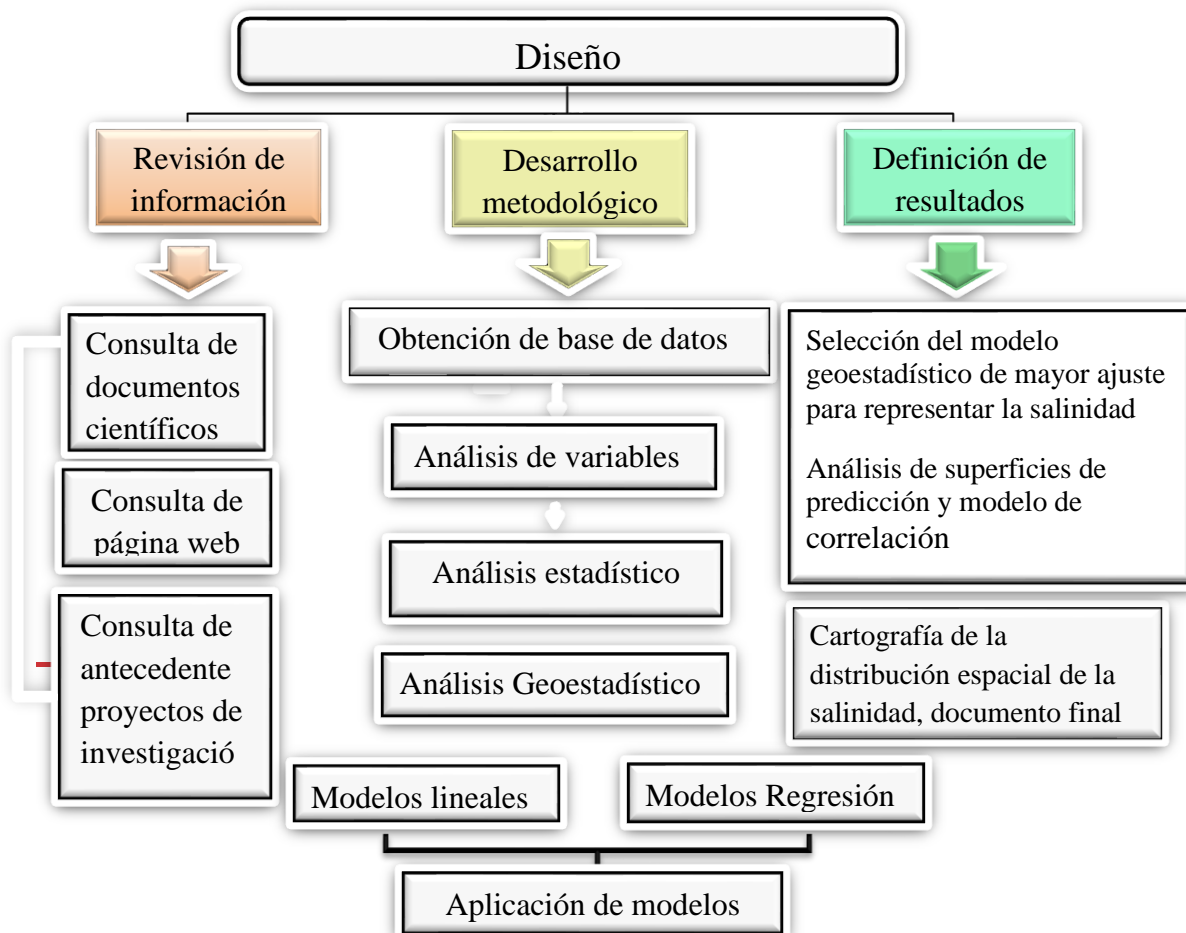 Diseño
Revisión de
información
Desarrollo
metodológico
Definición de
resultados
Consulta de
documentos
científicos
Consulta de
página web
Consulta de
antecedente
proyectos de
investigació
Obtención de base de datos
Análisis de variables
Análisis estadístico
Análisis Geoestadístico
Modelos lineales
Modelos Regresión
Aplicación de modelos
Selección del modelo
geoestadístico de mayor ajuste
para representar la salinidad
Análisis de superficies de
predicción y modelo de
correlación
Cartografía de la
distribución espacial de la
salinidad, documento final